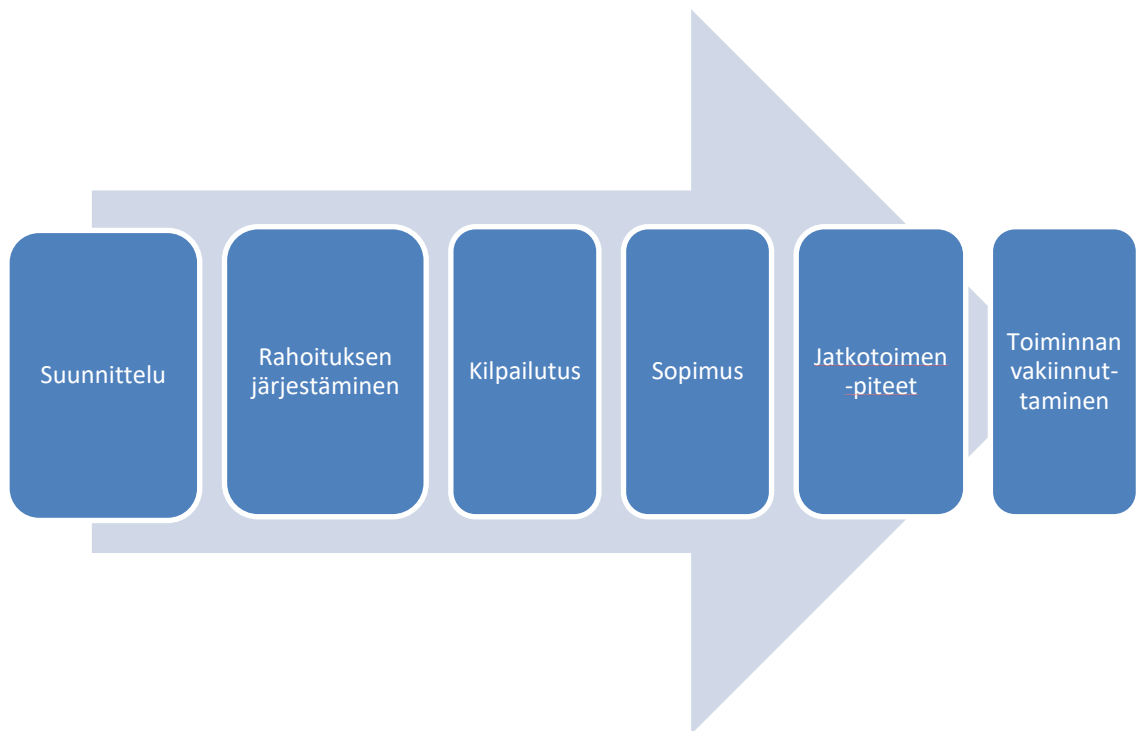 Suunnittelu
Rahoituksen
järjestäminen
Kilpailutus
Sopimus
Jatkotoimen
-piteet
Toiminnan
vakiinnut-
taminen